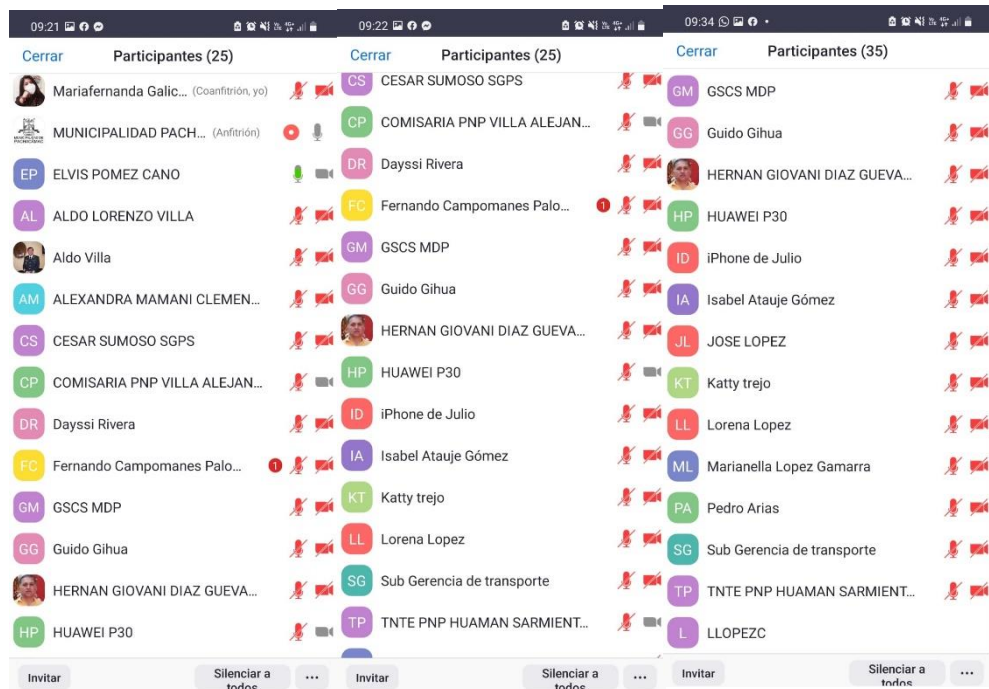 09:21
Cerrar Participantes (25)
Mariafernanda Galic... (Coanfitrión, yo)
MUNICIPALIDAD PACH... (Anfitrión)
EP ELVIS POMEZ CANO
AL ALDO LORENZO VILLA
Aldo Villa
AM ALEXANDRA MAMANI CLEMEN...
CS CESAR SUMOSO SGPS
CP COMISARIA PNP VILLA ALEJAN...
DR Dayssi Rivera
FC Fernando Campomanes Palo... 1
GM GSCS MDP
GG Guido Gihua
HERNAN GIOVANI DIAZ GUEVA...
HP HUAWEI P30
Invitar Silenciar a todos ...
09:22
Cerrar Participantes (25)
CS CESAR SUMOSO SGPS
CP COMISARIA PNP VILLA ALEJAN...
DR Dayssi Rivera
FC Fernando Campomanes Palo... 1
GM GSCS MDP
GG Guido Gihua
HERNAN GIOVANI DIAZ GUEVA...
HP HUAWEI P30
ID iPhone de Julio
IA Isabel Atauje Gómez
KT Katty trejo
LL Lorena Lopez
SG Sub Gerencia de transporte
TP TNTE PNP HUAMAN SARMIENT...
Invitar Silenciar a todos ...
09:34
Cerrar Participantes (35)
GM GSCS MDP
GG Guido Gihua
HERNAN GIOVANI DIAZ GUEVA...
HP HUAWEI P30
ID iPhone de Julio
IA Isabel Atauje Gómez
JL JOSE LOPEZ
KT Katty trejo
LL Lorena Lopez
ML Marianella Lopez Gamarra
PA Pedro Arias
SG Sub Gerencia de transporte
TP TNTE PNP HUAMAN SARMIENT...
L LLOPEZC
Invitar Silenciar a todos ...